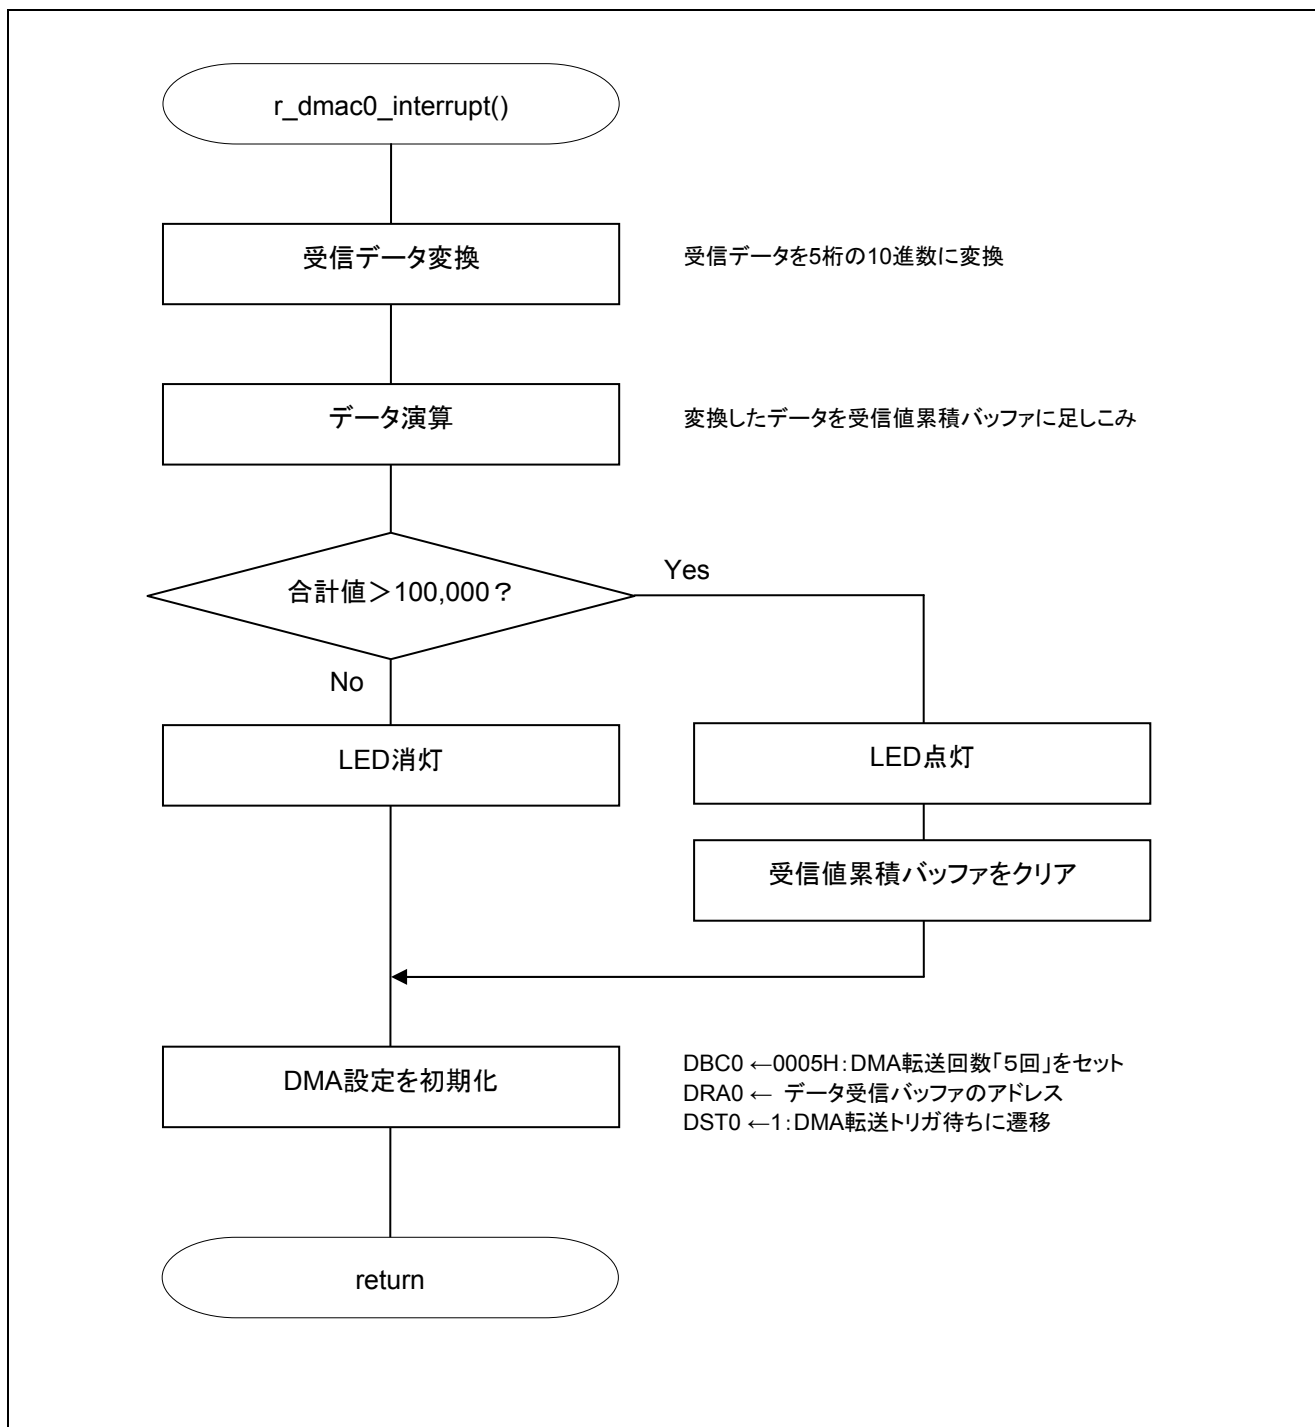 r_dmac0_interrupt()
受信データ変換
受信データを5桁の10進数に変換
データ演算
変換したデータを受信値累積バッファに足しこみ
合計値＞100,000？
Yes
No
LED消灯
LED点灯
受信値累積バッファをクリア
DMA設定を初期化
DBC0 ←0005H：DMA転送回数「5回」をセット
DRA0 ← データ受信バッファのアドレス
DST0 ←1：DMA転送トリガ待ちに遷移
return